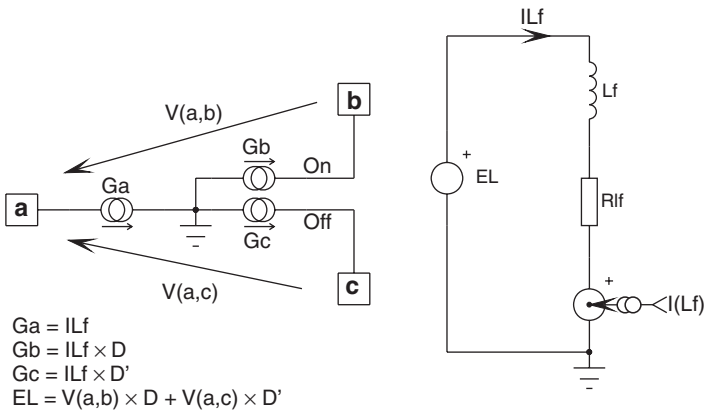 ILf
b
V(a,b)
Lf
Gb
On
+
EL
Ga
a
Rlf
Off
Gc
+
V(a,c)
c
I(Lf)
Ga = ILf
Gb = ILf × D
Gc = ILf × D'
EL = V(a,b) × D + V(a,c) × D'